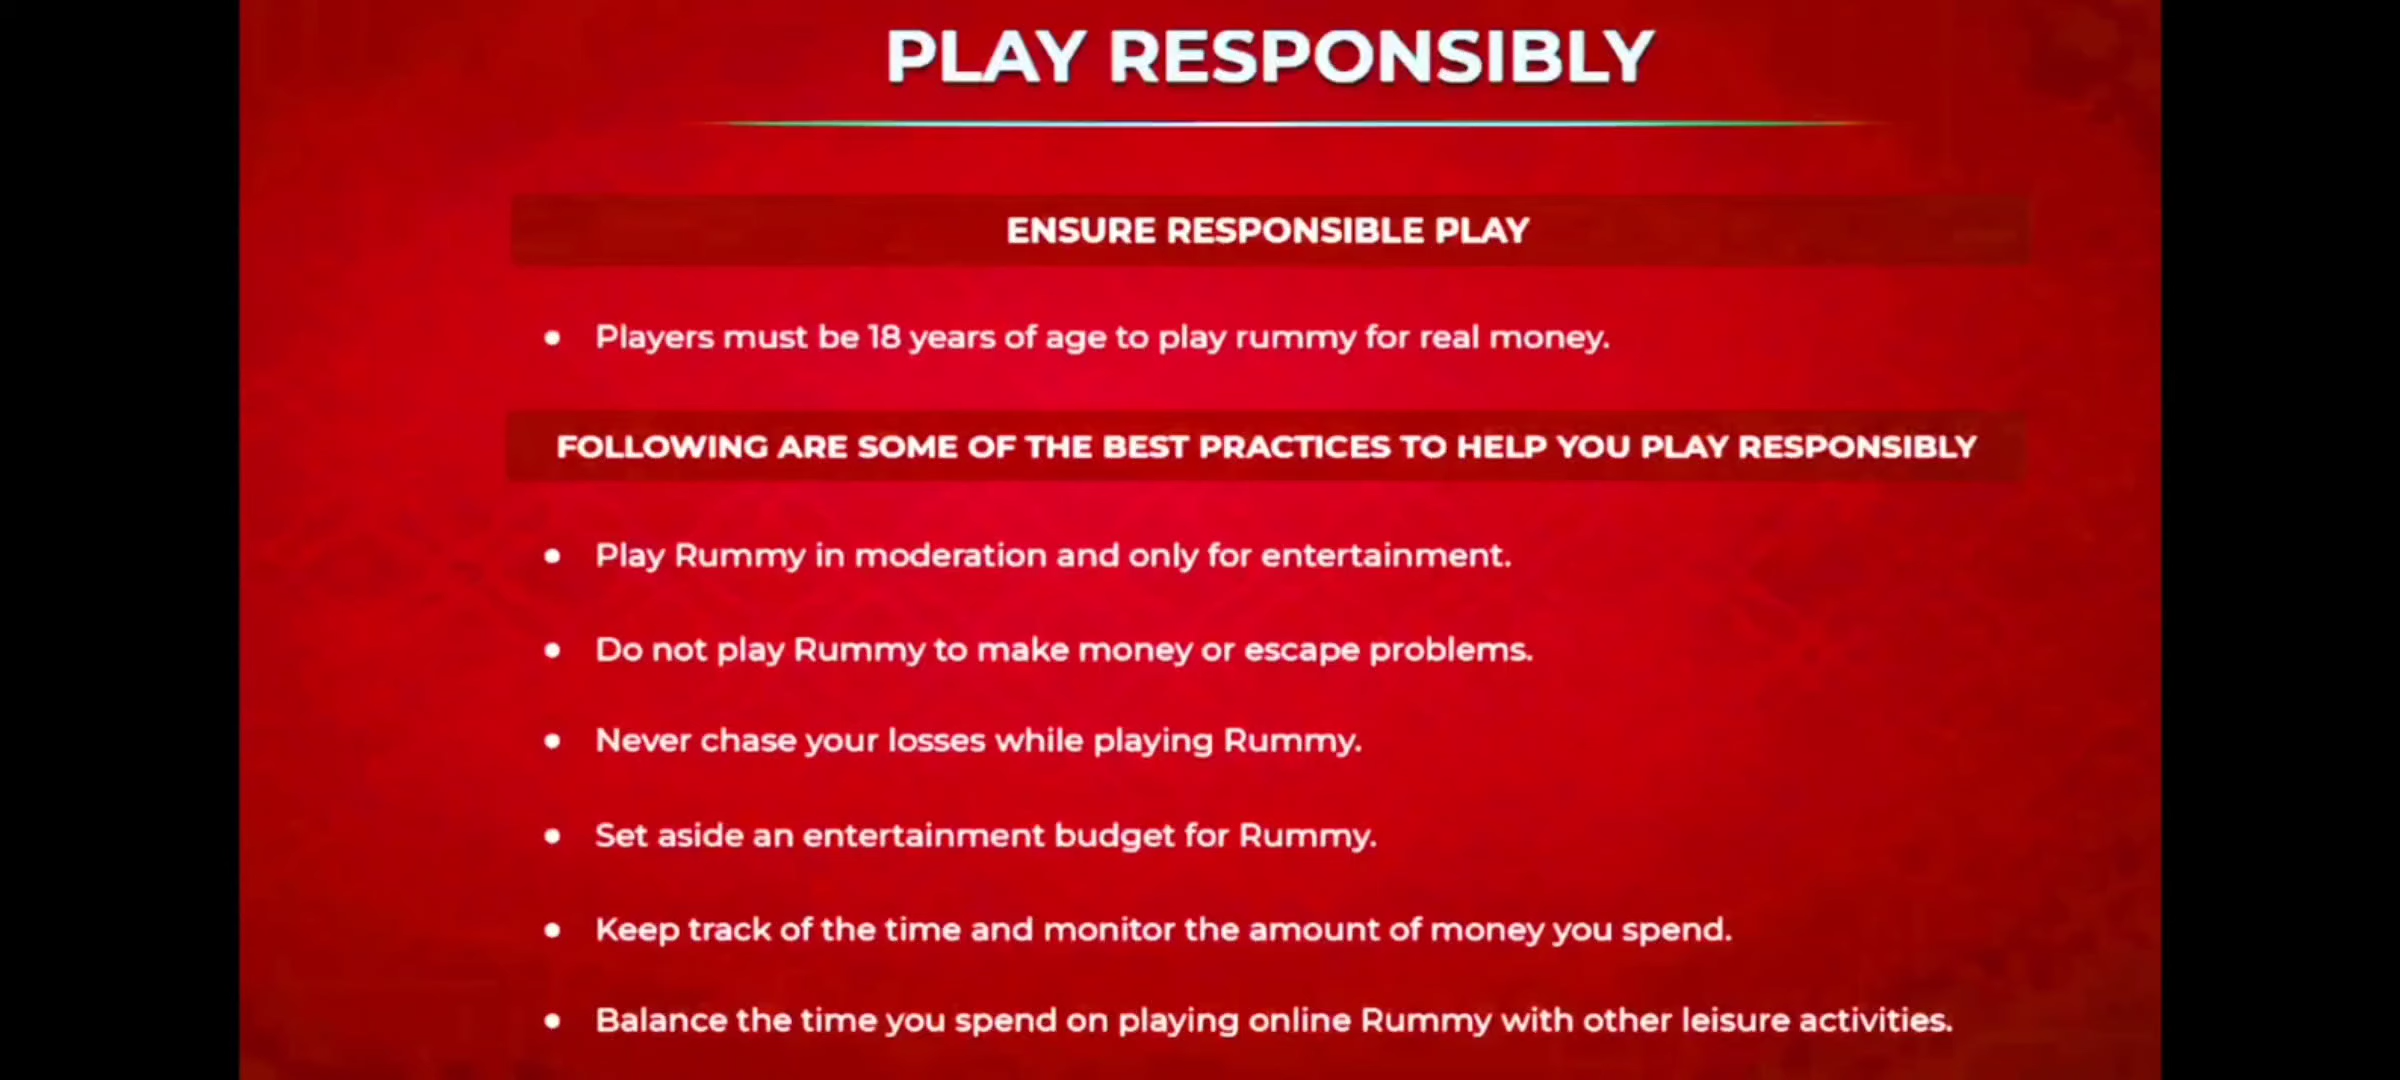 PLAY RESPONSIBLY
ENSURE RESPONSIBLE PLAY
• Players must be 18 years of age to play rummy for real money.
FOLLOWING ARE SOME OF THE BEST PRACTICES TO HELP YOU PLAY RESPONSIBLY
• Play Rummy in moderation and only for entertainment.
• Do not play Rummy to make money or escape problems.
• Never chase your losses while playing Rummy.
• Set aside an entertainment budget for Rummy.
• Keep track of the time and monitor the amount of money you spend.
• Balance the time you spend on playing online Rummy with other leisure activities.